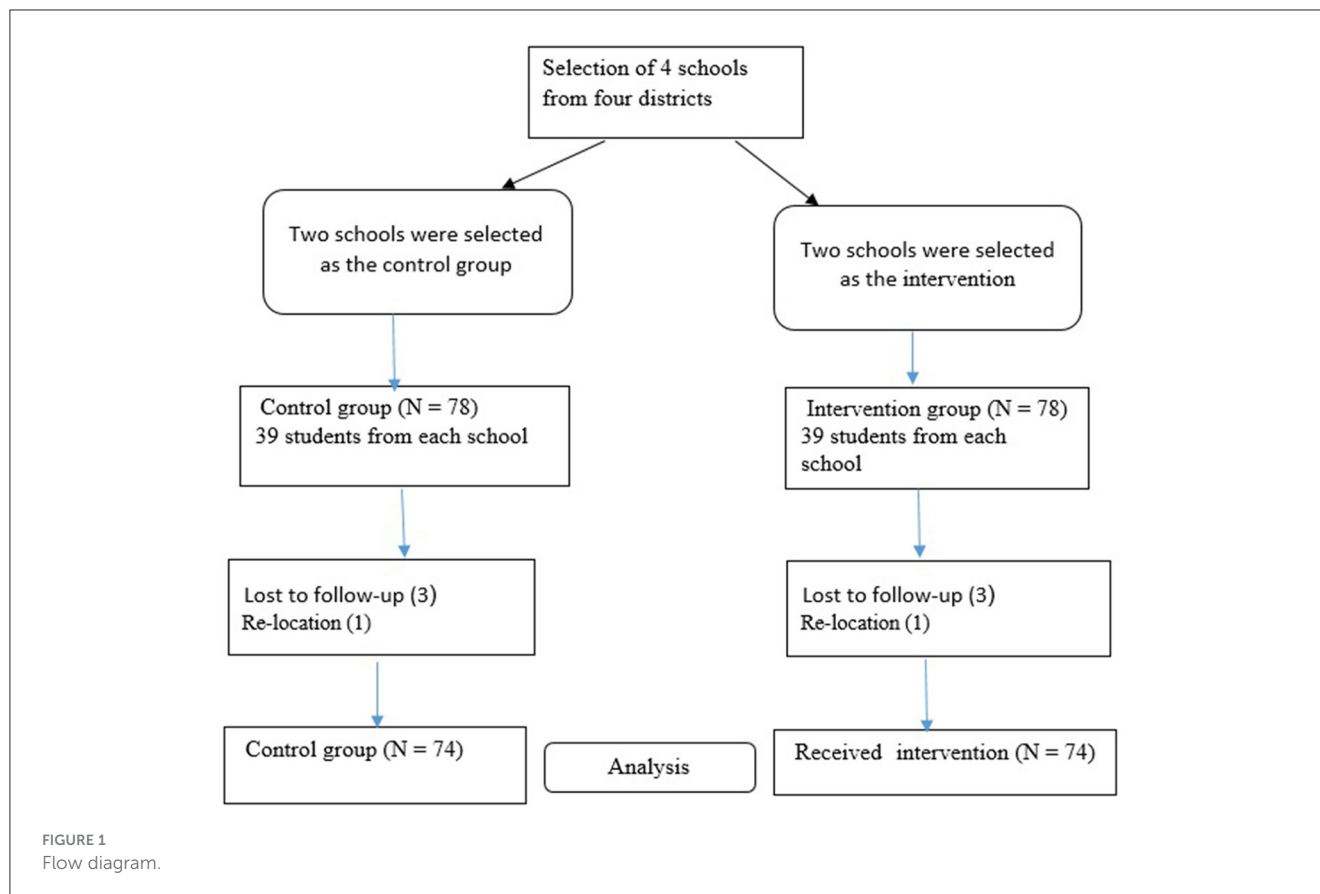 Selection of 4 schools
from four districts
Two schools were selected
as the control group
Two schools were selected
as the intervention
Control group (N = 78)
39 students from each school
Intervention group (N = 78)
39 students from each
school
Lost to follow-up (3)
Re-location (1)
Lost to follow-up (3)
Re-location (1)
Control group (N = 74)
Analysis
Received intervention (N = 74)
FIGURE 1
Flow diagram.